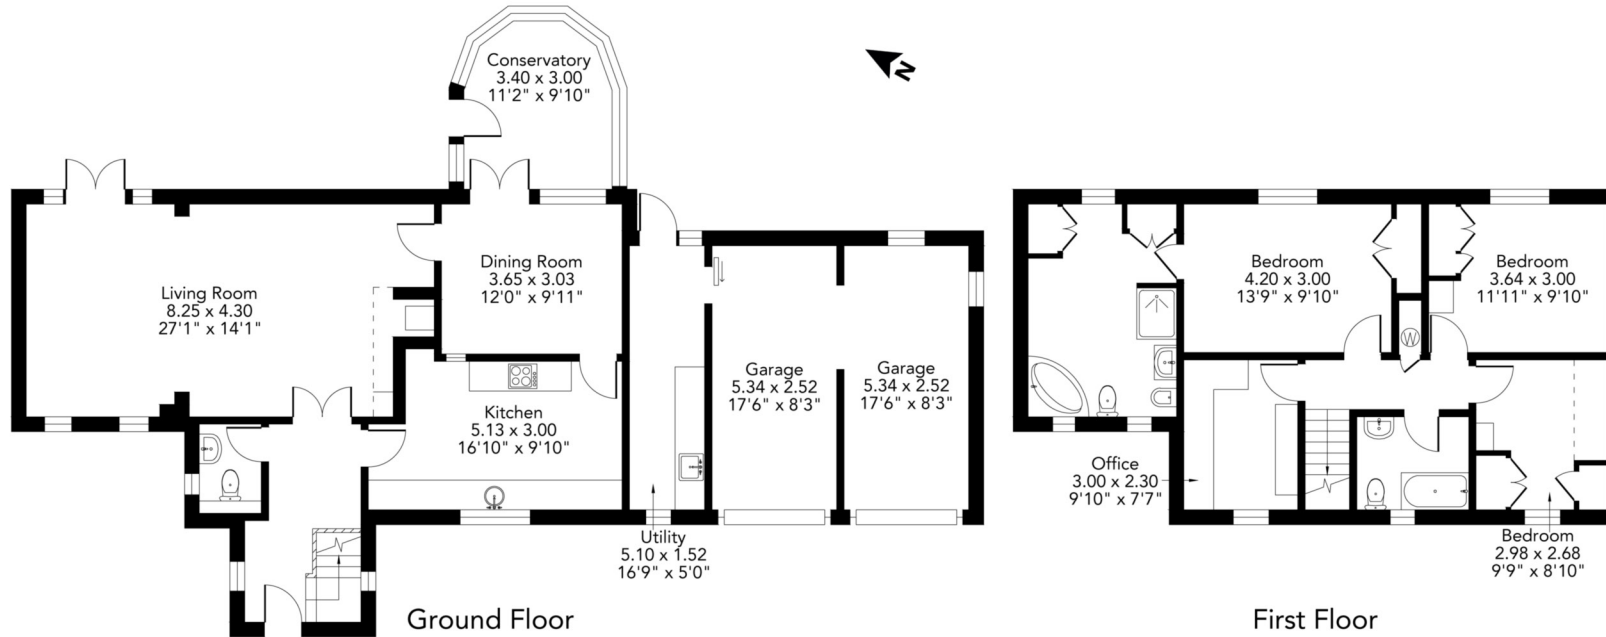 Conservatory
3.40 x 3.00
11'2" x 9'10"
N
Living Room
8.25 x 4.30
27'1" x 14'1"
Dining Room
3.65 x 3.03
12'0" x 9'11"
Kitchen
5.13 x 3.00
16'10" x 9'10"
Garage
5.34 x 2.52
17'6" x 8'3"
Garage
5.34 x 2.52
17'6" x 8'3"
Utility
5.10 x 1.52
16'9" x 5'0"
Ground Floor
Bedroom
4.20 x 3.00
13'9" x 9'10"
Bedroom
3.64 x 3.00
11'11" x 9'10"
W
Office
3.00 x 2.30
9'10" x 7'7"
Bedroom
2.98 x 2.68
9'9" x 8'10"
First Floor